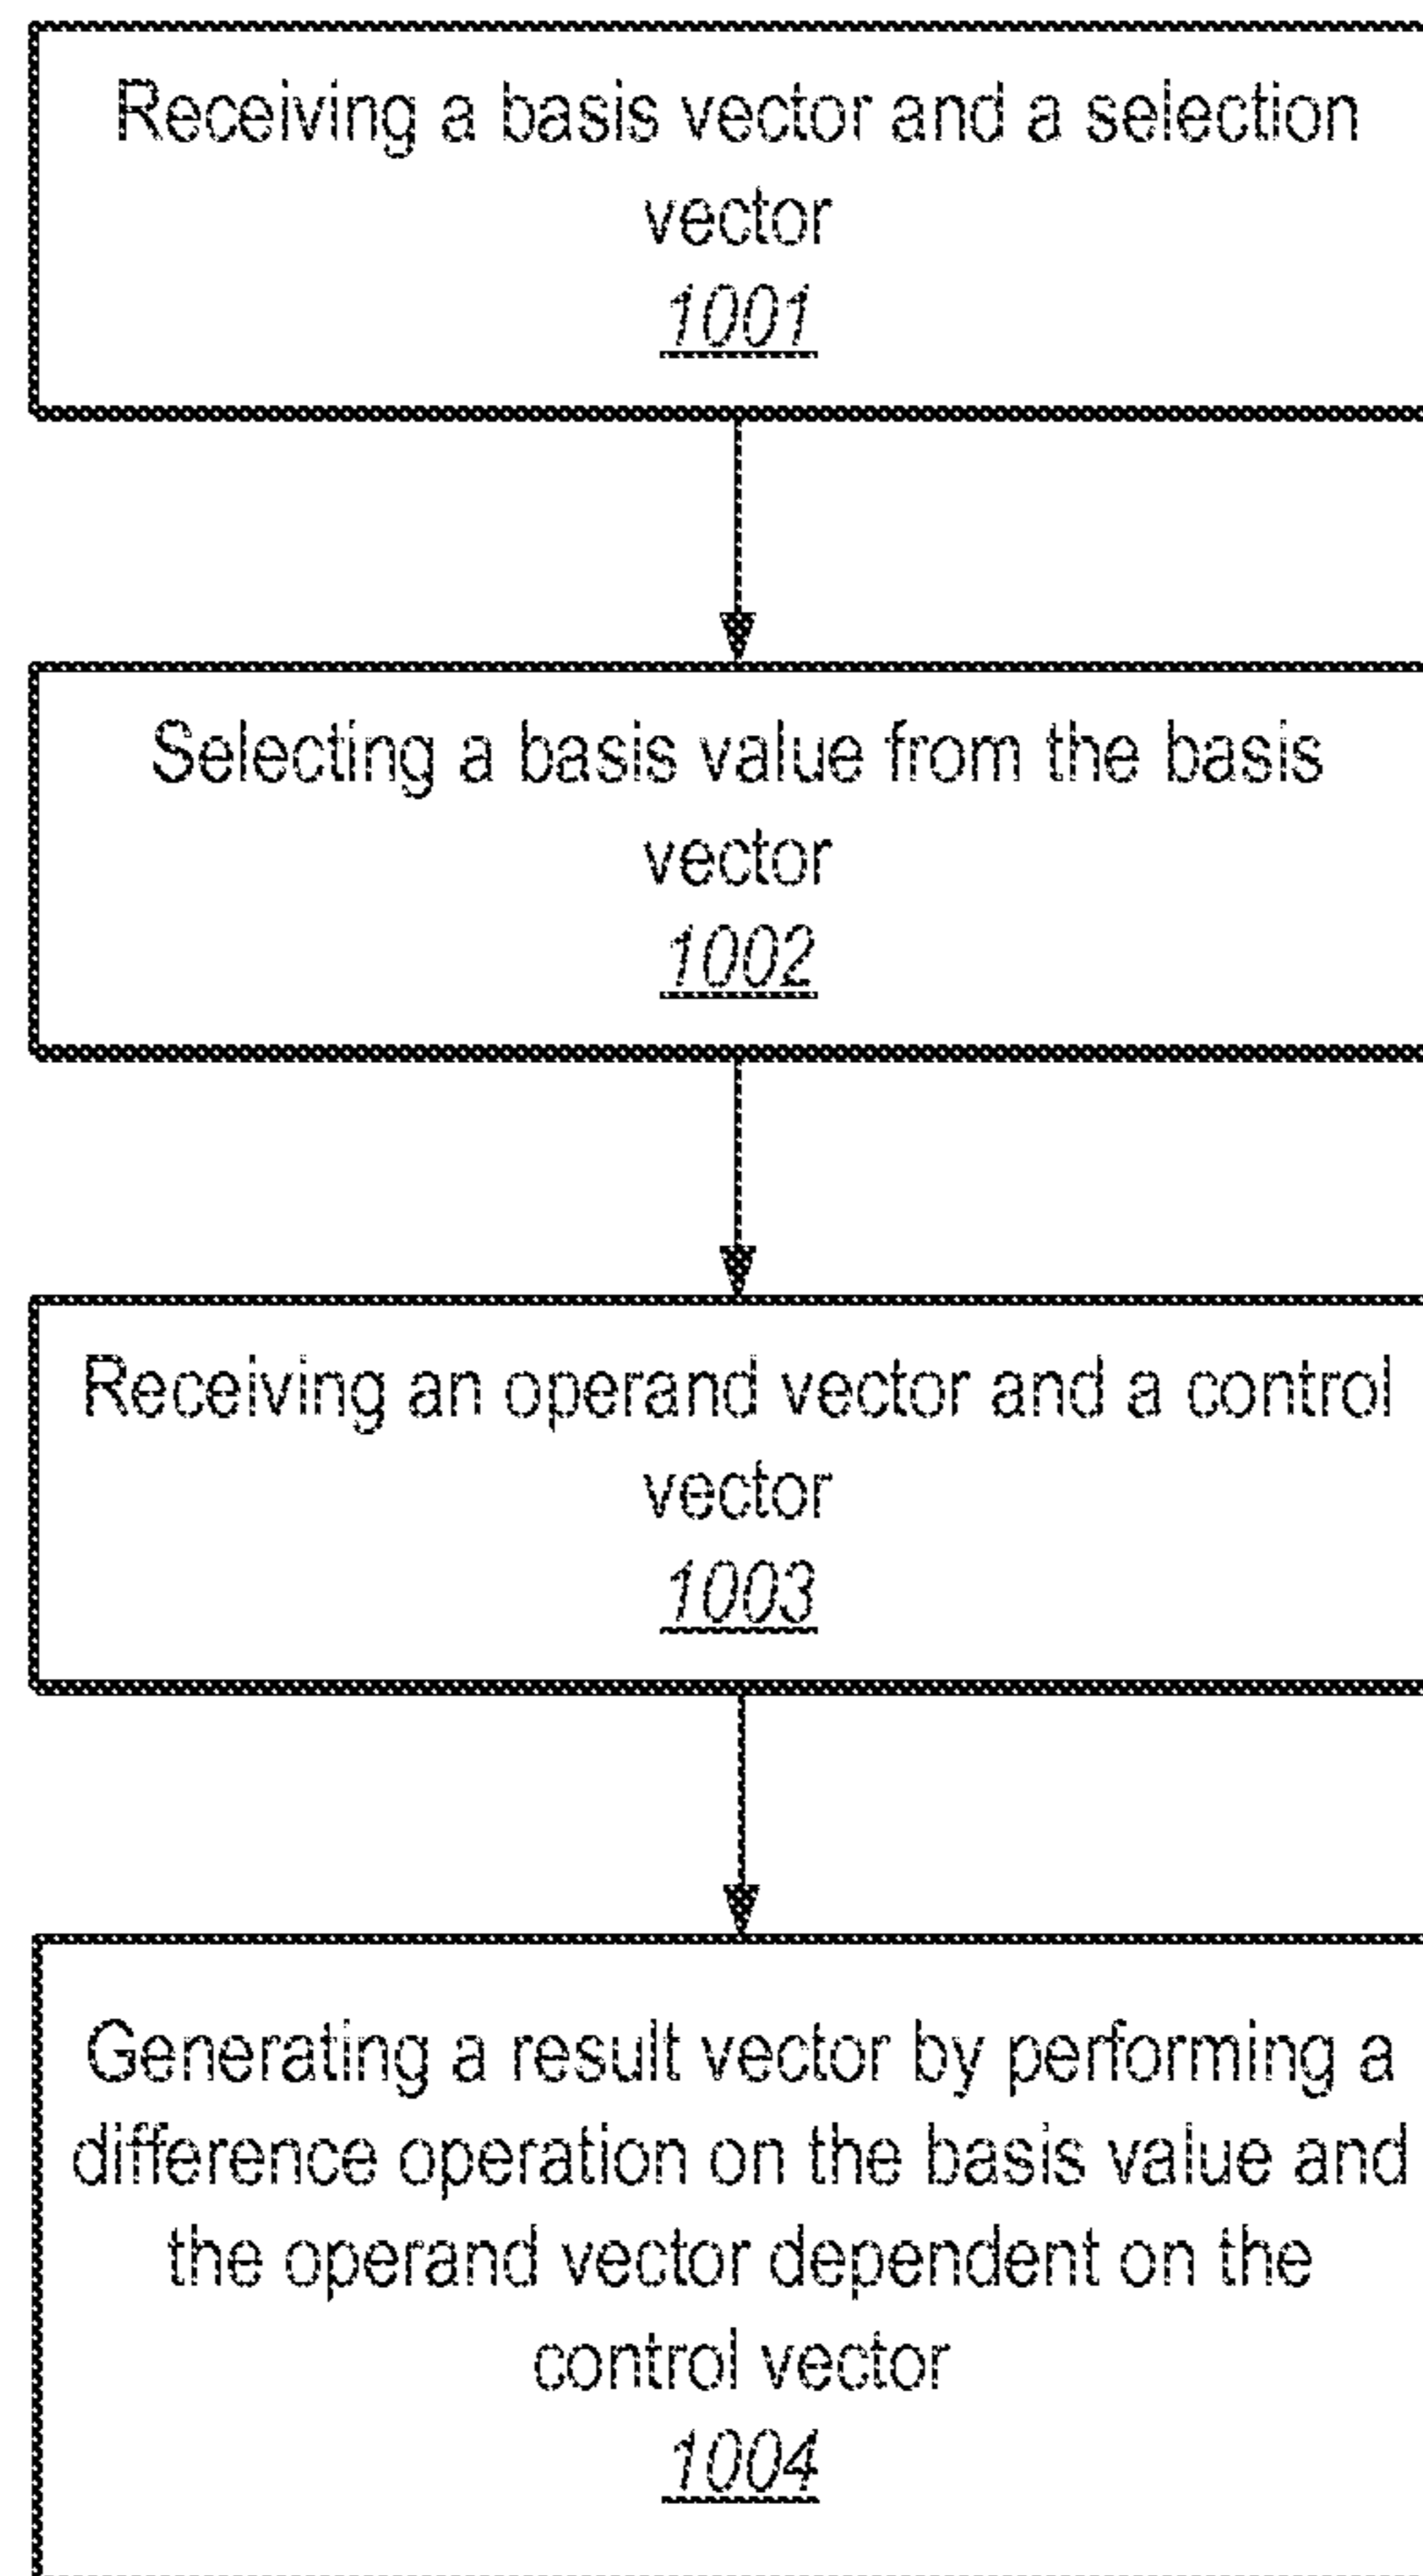 Receiving a basis vector and a selection
vector
1001
Selecting a basis value from the basis
vector
1002
Receiving an operand vector and a control
vector
1003
Generating a result vector by performing a
difference operation on the basis value and
the operand vector dependent on the
control vector
1004